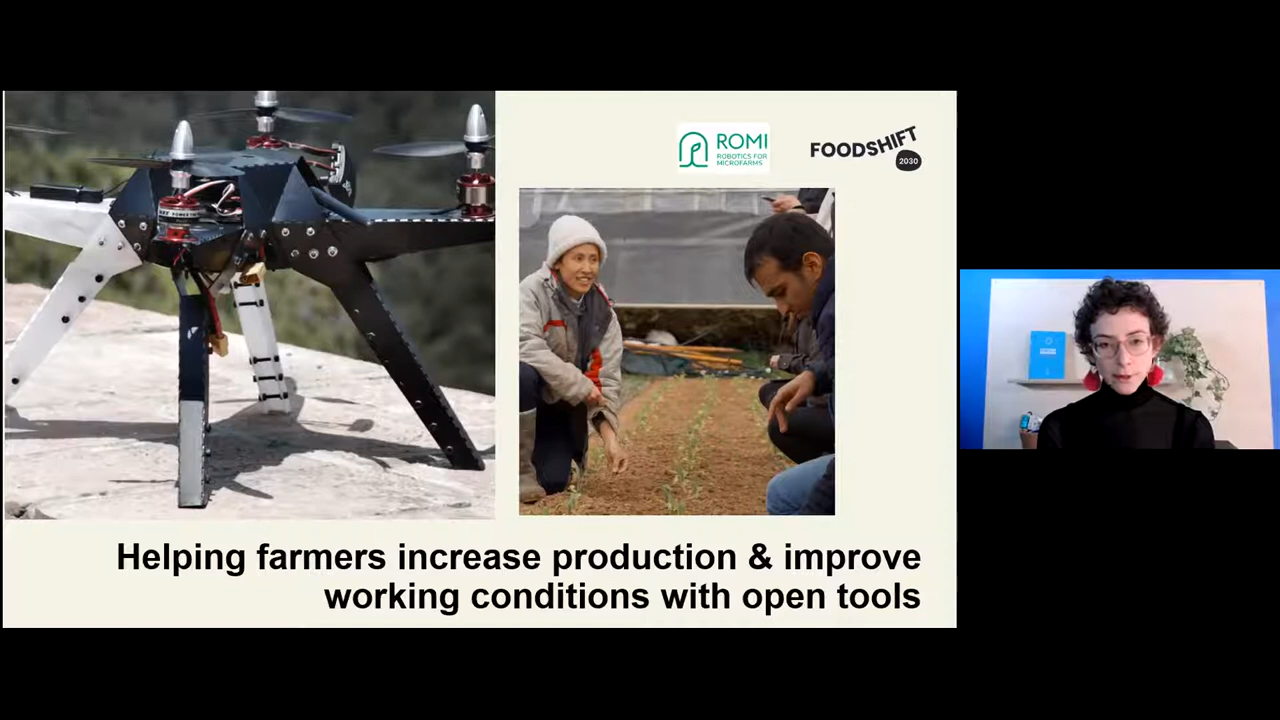 ROMI
ROBOTICS FOR
MICROFARMS
FOODSHIFT
2030
Helping farmers increase production & improve
working conditions with open tools